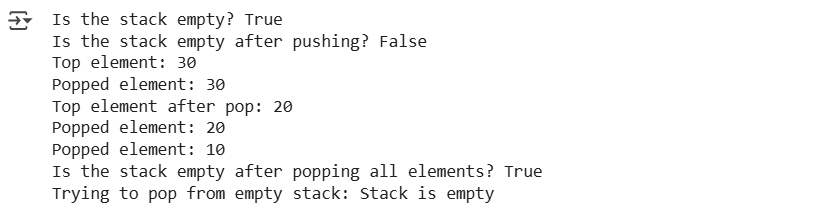 Is the stack empty? True
Is the stack empty after pushing? False
Top element: 30
Popped element: 30
Top element after pop: 20
Popped element: 20
Popped element: 10
Is the stack empty after popping all elements? True
Trying to pop from empty stack: Stack is empty